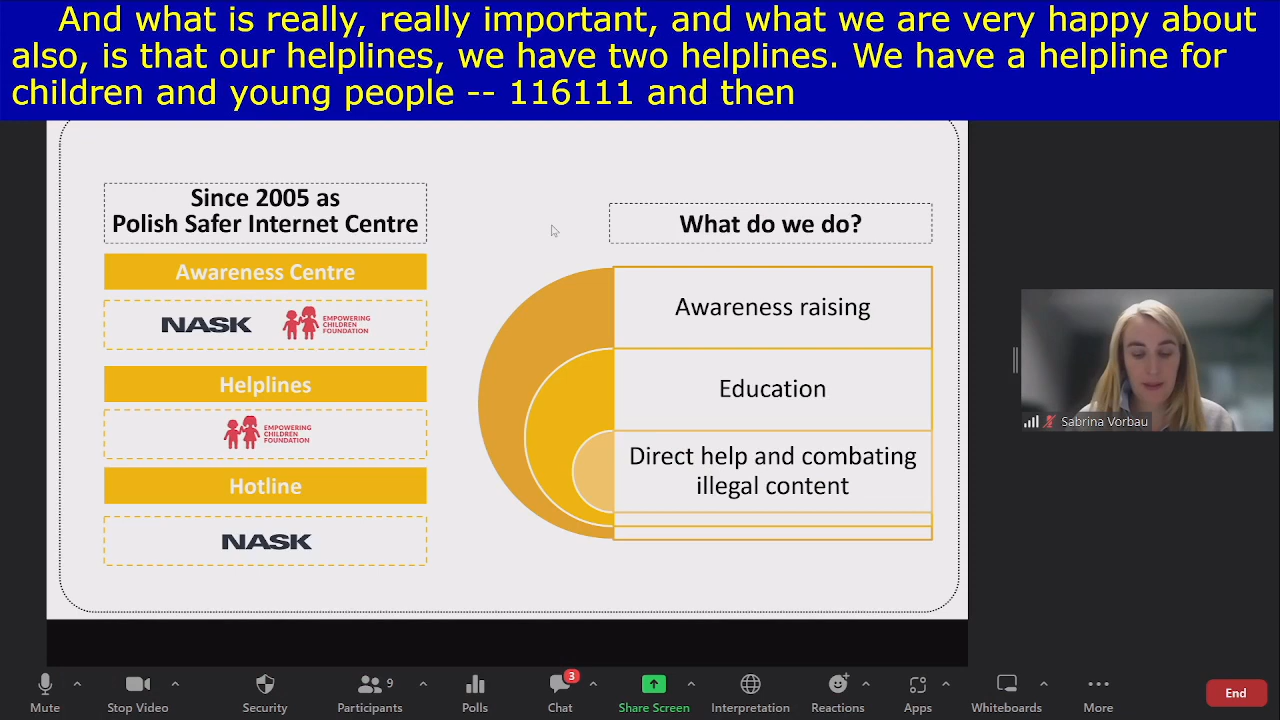 And what is really, really important, and what we are very happy about
also, is that our helplines, we have two helplines. We have a helpline for
children and young people -- 116111 and then
Since 2005 as
Polish Safer Internet Centre
Awareness Centre
NASK
EMPOWERING
CHILDREN
FOUNDATION
Helplines
EMPOWERING
CHILDREN
FOUNDATION
Hotline
NASK
What do we do?
Awareness raising
Education
Direct help and combating
illegal content
Sabrina Vorbau
Mute
Stop Video
Security
9
Participants
Polls
3
Chat
Share Screen
Interpretation
Reactions
Apps
Whiteboards
More
End